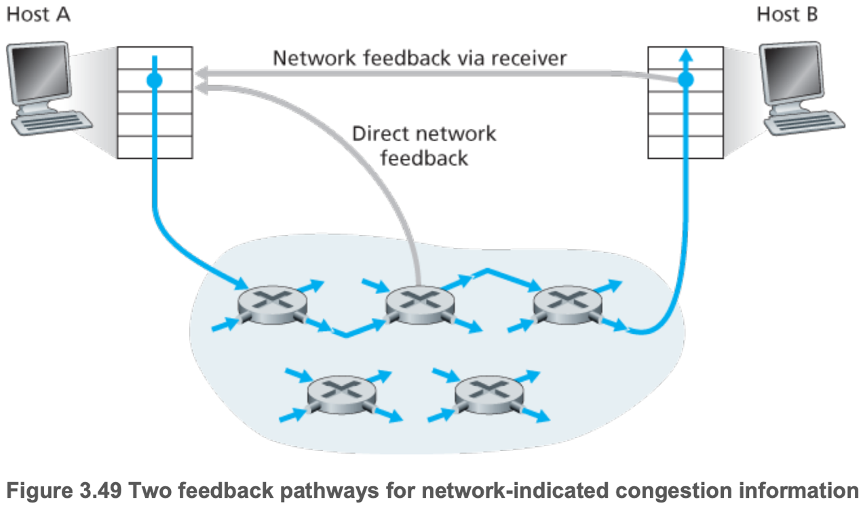 Host A
Host B
Network feedback via receiver
Direct network
feedback
Figure 3.49 Two feedback pathways for network-indicated congestion information